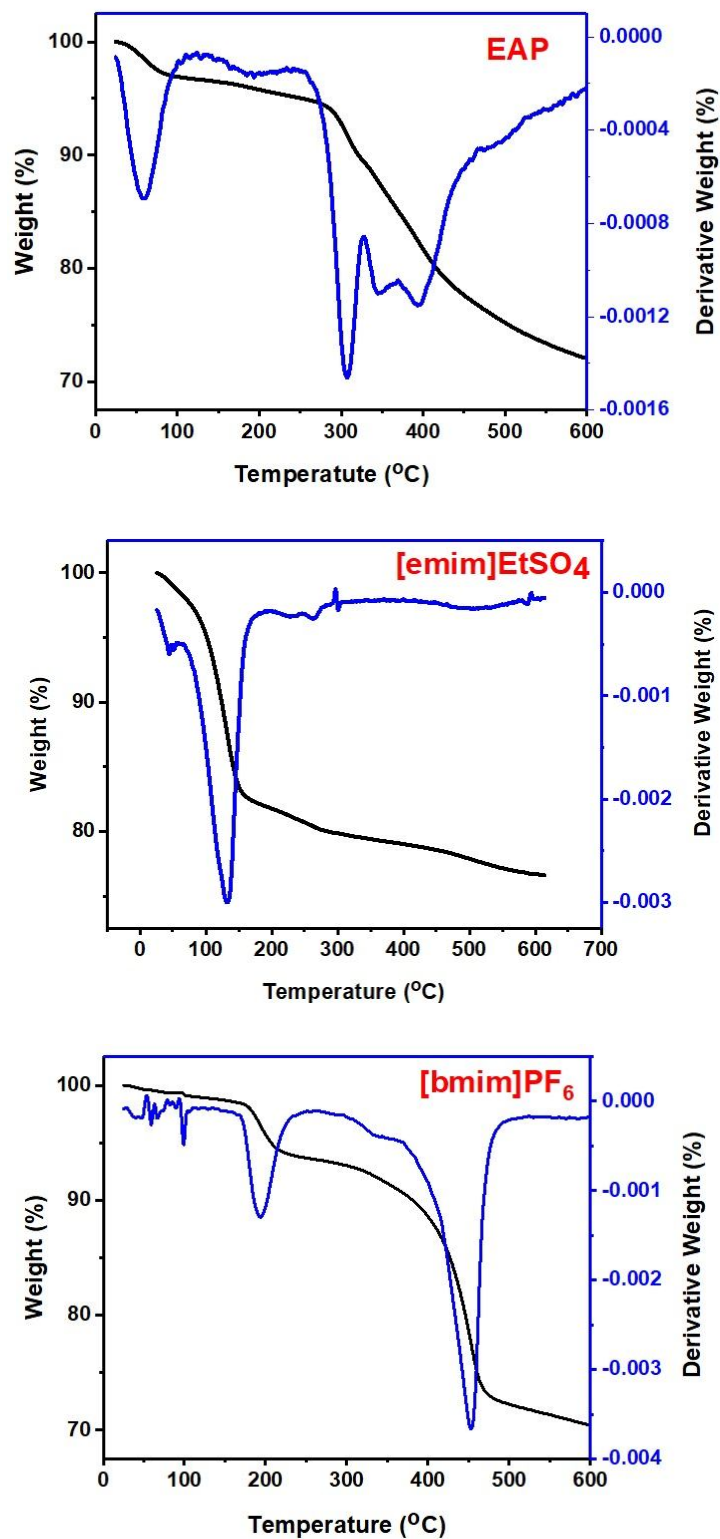 EAP
100
90
80
70
0.0000
-0.0004
-0.0008
-0.0012
-0.0016
0 100 200 300 400 500 600
Weight (%)
Derivative Weight (%)
Temperatute (°C)
[emim]EtSO4
100
90
80
0.000
-0.001
-0.002
-0.003
0 100 200 300 400 500 600 700
Weight (%)
Derivative Weight (%)
Temperature (°C)
[bmim]PF6
100
90
80
70
0.000
-0.001
-0.002
-0.003
-0.004
0 100 200 300 400 500 600
Weight (%)
Derivative Weight (%)
Temperature (°C)